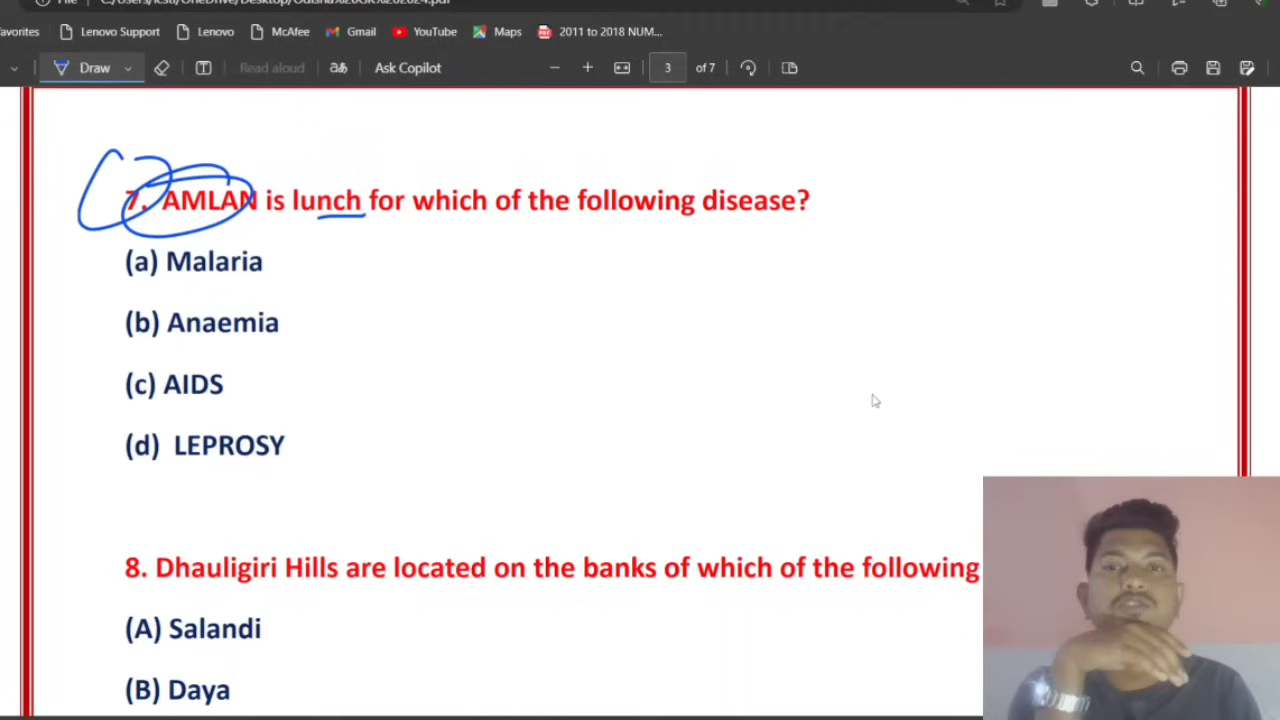 avorites Lenovo Support Lenovo McAfee Gmail YouTube Maps 2011 to 2018 NUM...
Draw Read aloud aあ Ask Copilot 3 of 7
7. AMLAN is lunch for which of the following disease?
(a) Malaria
(b) Anaemia
(c) AIDS
(d) LEPROSY
8. Dhauligiri Hills are located on the banks of which of the following
(A) Salandi
(B) Daya